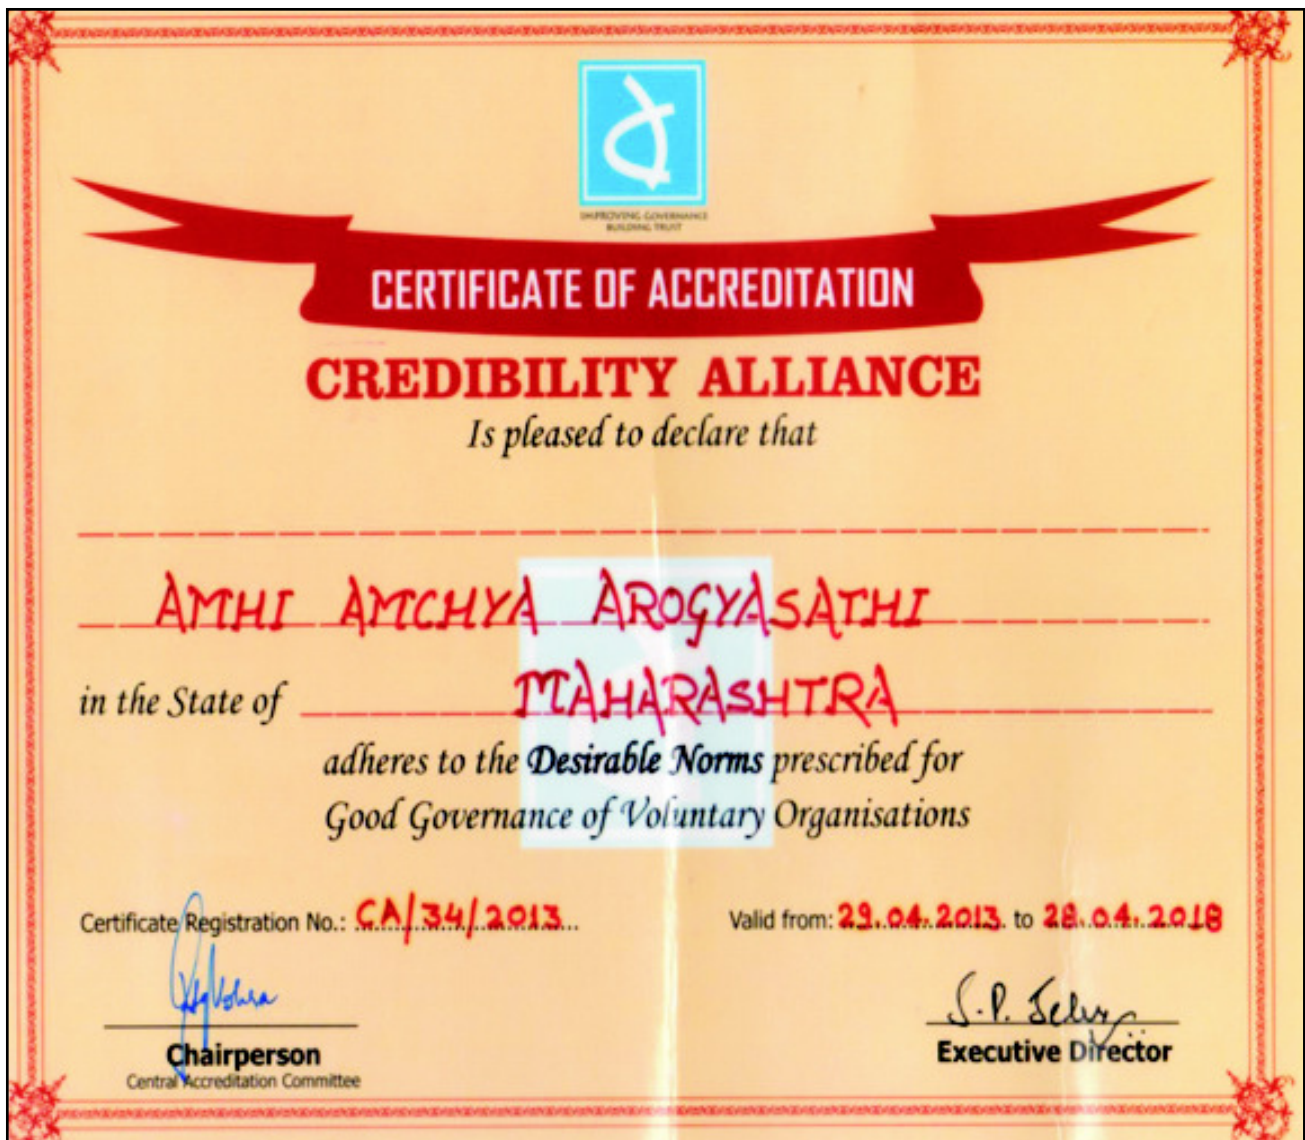 IMPROVING GOVERNANCE
BUILDING TRUST
CERTIFICATE OF ACCREDITATION
CREDIBILITY ALLIANCE
Is pleased to declare that
AMHI AMCHYA AROGYASATHI
in the State of MAHARASHTRA
adheres to the Desirable Norms prescribed for
Good Governance of Voluntary Organisations
Certificate Registration No.: CA/34/2013 Valid from: 29.04.2013 to 28.04.2018
S.P.
Chairperson Executive Director
Central Accreditation Committee